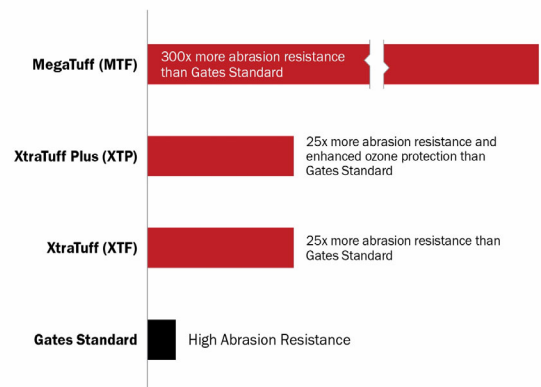 MegaTuff (MTF)
300x more abrasion resistance
than Gates Standard
XtraTuff Plus (XTP)
25x more abrasion resistance and
enhanced ozone protection than
Gates Standard
XtraTuff (XTF)
25x more abrasion resistance than
Gates Standard
Gates Standard
High Abrasion Resistance